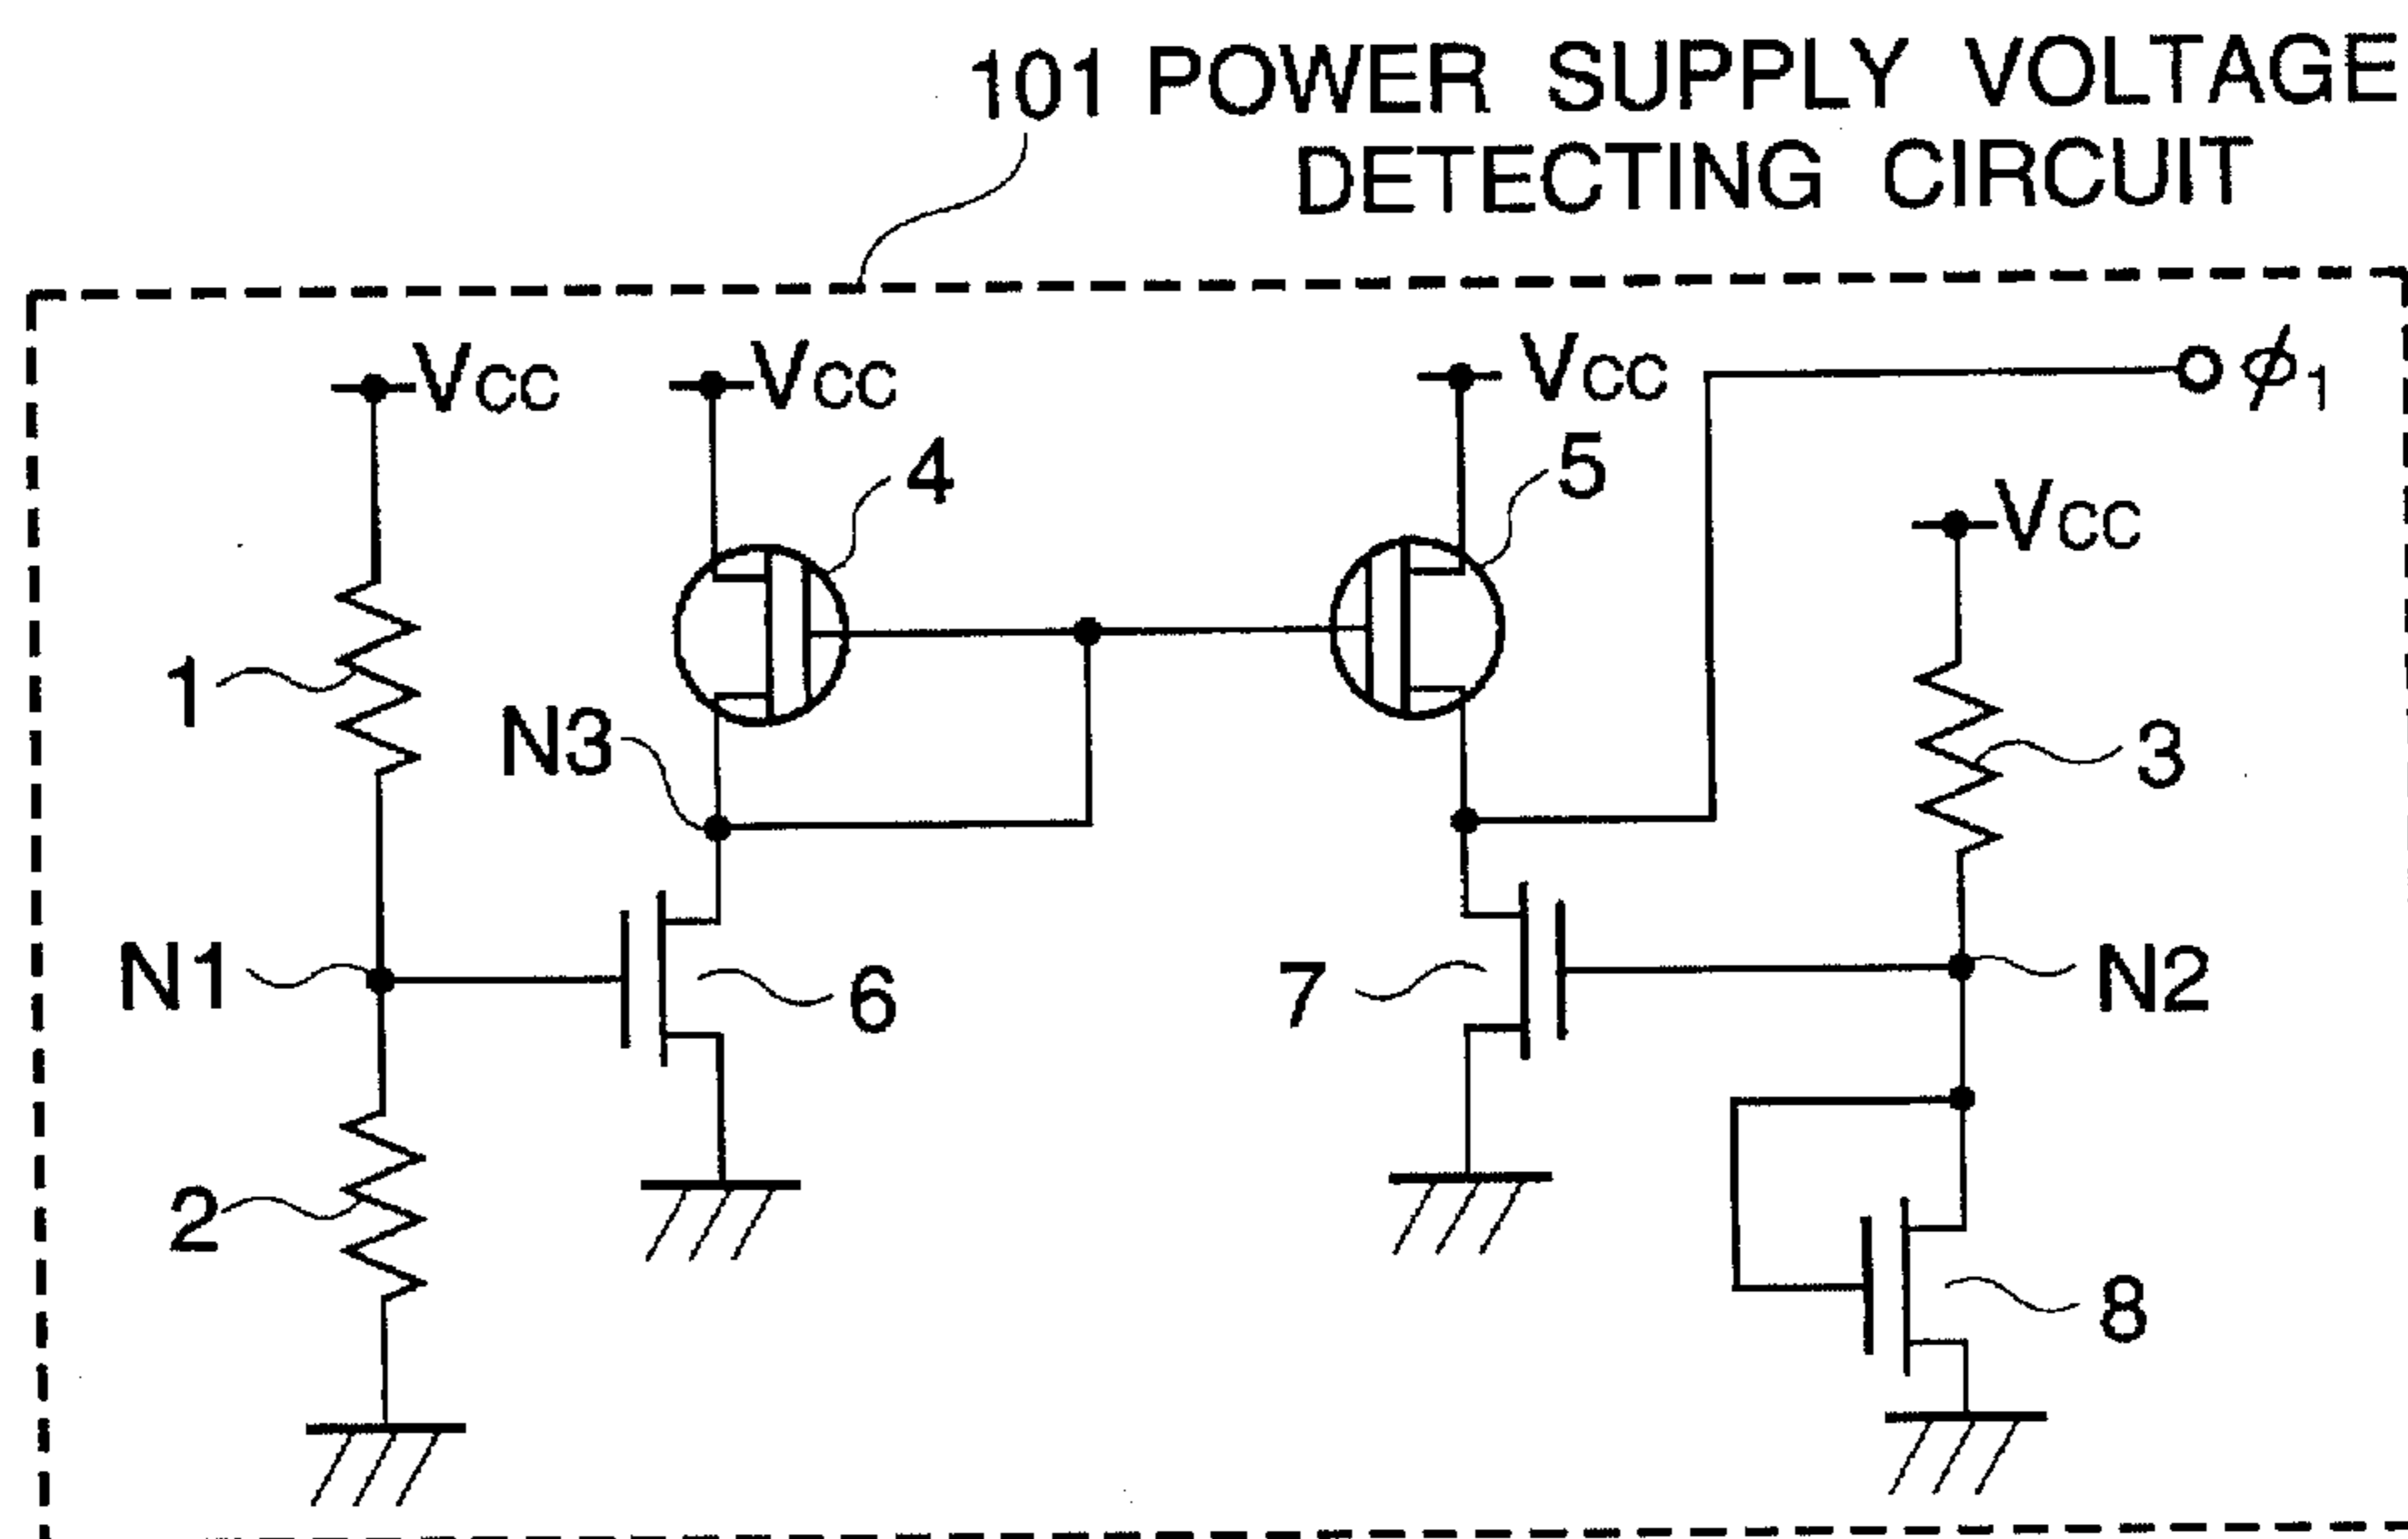 101 POWER SUPPLY VOLTAGE
DETECTING CIRCUIT
Vcc
Vcc
Vcc
ϕ1
4
5
Vcc
1
N3
3
N1
6
7
N2
2
8